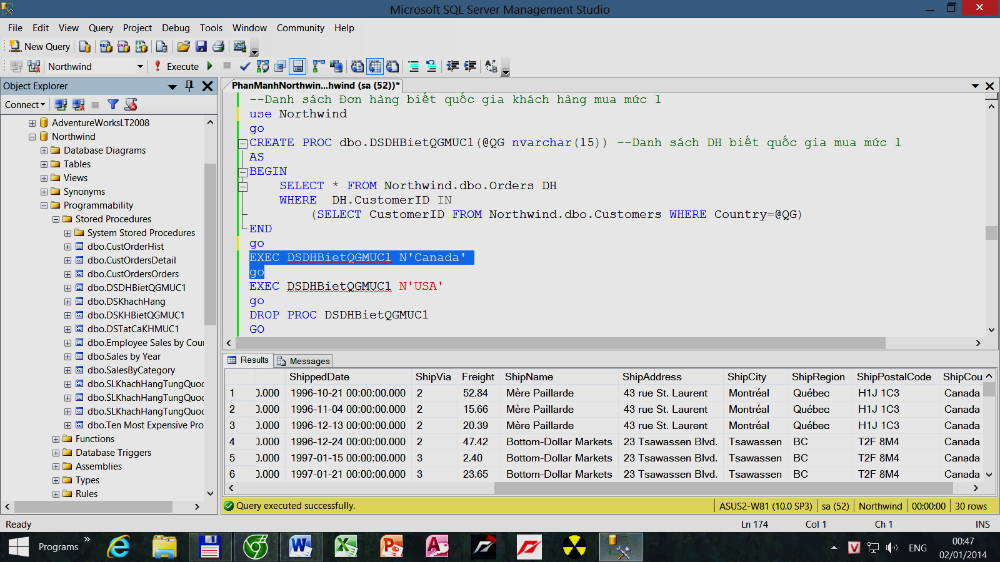 Microsoft SQL Server Management Studio
File Edit View Query Project Debug Tools Window Community Help
New Query
Northwind Execute
Object Explorer
Connect
AdventureWorksLT2008
Northwind
Database Diagrams
Tables
Views
Synonyms
Programmability
Stored Procedures
System Stored Procedures
dbo.CustOrderHist
dbo.CustOrdersDetail
dbo.CustOrdersOrders
dbo.DSDHBietQGMUC1
dbo.DSKhachHang
dbo.DSKHBietQGMUC1
dbo.DSTatCaKHMUC1
dbo.Employee Sales by Cou
dbo.Sales by Year
dbo.SalesByCategory
dbo.SLKhachHangTungQuoc
dbo.SLKhachHangTungQuoc
dbo.SLKhachHangTungQuoc
dbo.Ten Most Expensive Pro
Functions
Database Triggers
Assemblies
Types
Rules
PhanManhNorthwin...hwind (sa (52))*
--Danh sách Đơn hàng biết quốc gia khách hàng mua mức 1
use Northwind
go
CREATE PROC dbo.DSDHBietQGMUC1(@QG nvarchar(15)) --Danh sách DH biết quốc gia mua mức 1
AS
BEGIN
SELECT * FROM Northwind.dbo.Orders DH
WHERE DH.CustomerID IN
(SELECT CustomerID FROM Northwind.dbo.Customers WHERE Country=@QG)
END
go
EXEC DSDHBietQGMUC1 N'Canada'
go
EXEC DSDHBietQGMUC1 N'USA'
go
DROP PROC DSDHBietQGMUC1
GO
Results Messages
ShippedDate ShipVia Freight ShipName ShipAddress ShipCity ShipRegion ShipPostalCode ShipCou
1 0.000 1996-10-21 00:00:00.000 2 52.84 Mère Paillarde 43 rue St. Laurent Montréal Québec H1J 1C3 Canada
2 0.000 1996-11-04 00:00:00.000 2 15.66 Mère Paillarde 43 rue St. Laurent Montréal Québec H1J 1C3 Canada
3 0.000 1996-12-13 00:00:00.000 2 20.39 Mère Paillarde 43 rue St. Laurent Montréal Québec H1J 1C3 Canada
4 0.000 1996-12-24 00:00:00.000 2 47.42 Bottom-Dollar Markets 23 Tsawassen Blvd. Tsawassen BC T2F 8M4 Canada
5 0.000 1997-01-15 00:00:00.000 3 2.40 Bottom-Dollar Markets 23 Tsawassen Blvd. Tsawassen BC T2F 8M4 Canada
6 0.000 1997-01-21 00:00:00.000 3 23.65 Bottom-Dollar Markets 23 Tsawassen Blvd. Tsawassen BC T2F 8M4 Canada
Query executed successfully. ASUS2-W81 (10.0 SP3) sa (52) Northwind 00:00:00 30 rows
Ready Ln 174 Col 1 Ch 1 INS
Programs ENG 00:47
02/01/2014